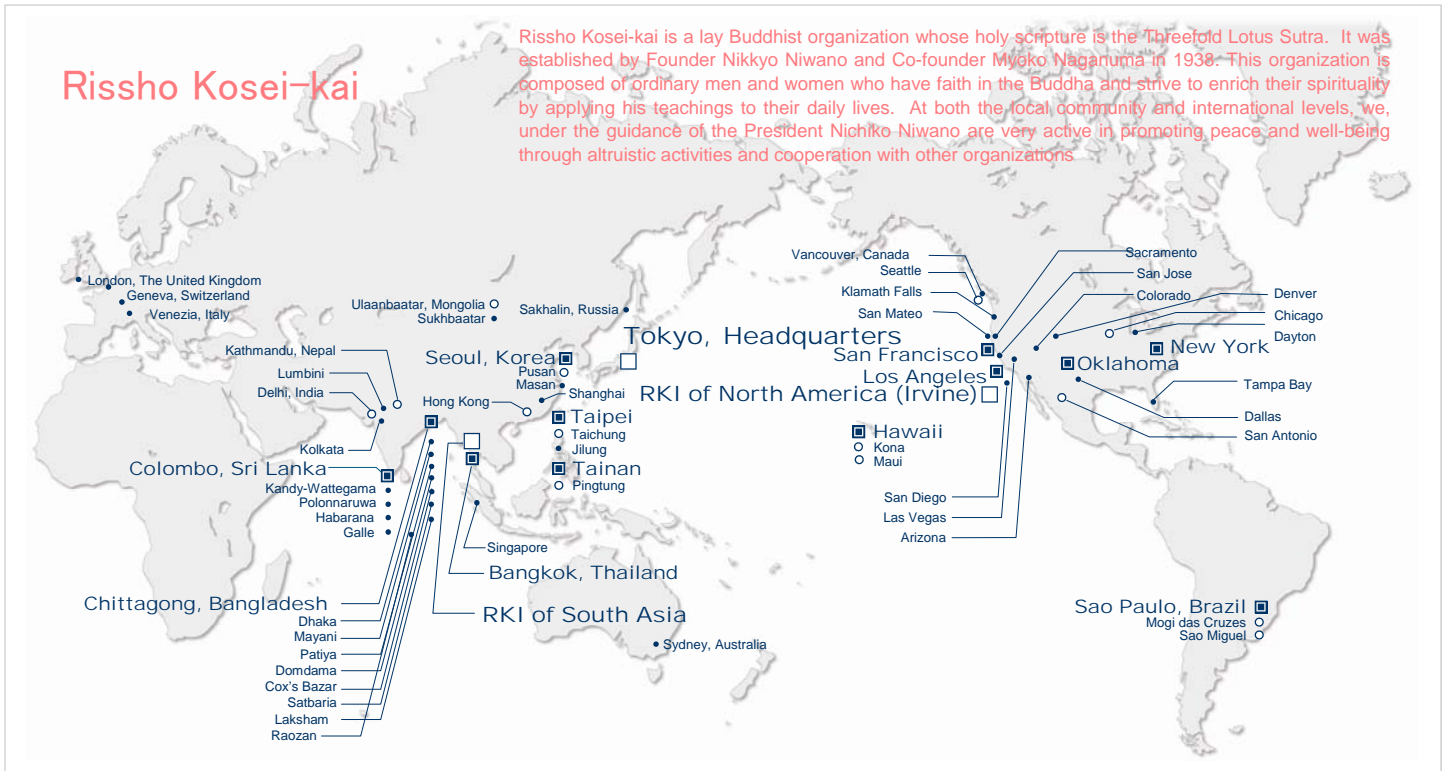 Rissho Kosei-kai
Rissho Kosei-kai is a lay Buddhist organization whose holy scripture is the Threefold Lotus Sutra. It was
established by Founder Nikkyo Niwano and Co-founder Myoko Naganuma in 1938. This organization is
composed of ordinary men and women who have faith in the Buddha and strive to enrich their spirituality
by applying his teachings to their daily lives. At both the local community and international levels, we,
under the guidance of the President Nichiko Niwano are very active in promoting peace and well-being
through altruistic activities and cooperation with other organizations
London, The United Kingdom
Geneva, Switzerland
Venezia, Italy
Ulaanbaatar, Mongolia
Sukhbaatar
Sakhalin, Russia
Tokyo, Headquarters
Kathmandu, Nepal
Lumbini
Delhi, India
Kolkata
Seoul, Korea
Pusan
Masan
Shanghai
Hong Kong
Taipei
Taichung
Jilung
Tainan
Pingtung
Colombo, Sri Lanka
Kandy-Wattegama
Polonnaruwa
Habarana
Galle
Singapore
Bangkok, Thailand
RKI of South Asia
Chittagong, Bangladesh
Dhaka
Mayani
Patiya
Domdama
Cox's Bazar
Satbaria
Laksham
Raozan
Sydney, Australia
Vancouver, Canada
Seattle
Klamath Falls
San Mateo
San Francisco
Los Angeles
RKI of North America (Irvine)
Hawaii
Kona
Maui
San Diego
Las Vegas
Arizona
Sacramento
San Jose
Colorado
Denver
Chicago
Dayton
New York
Oklahoma
Tampa Bay
Dallas
San Antonio
Sao Paulo, Brazil
Mogi das Cruzes
Sao Miguel